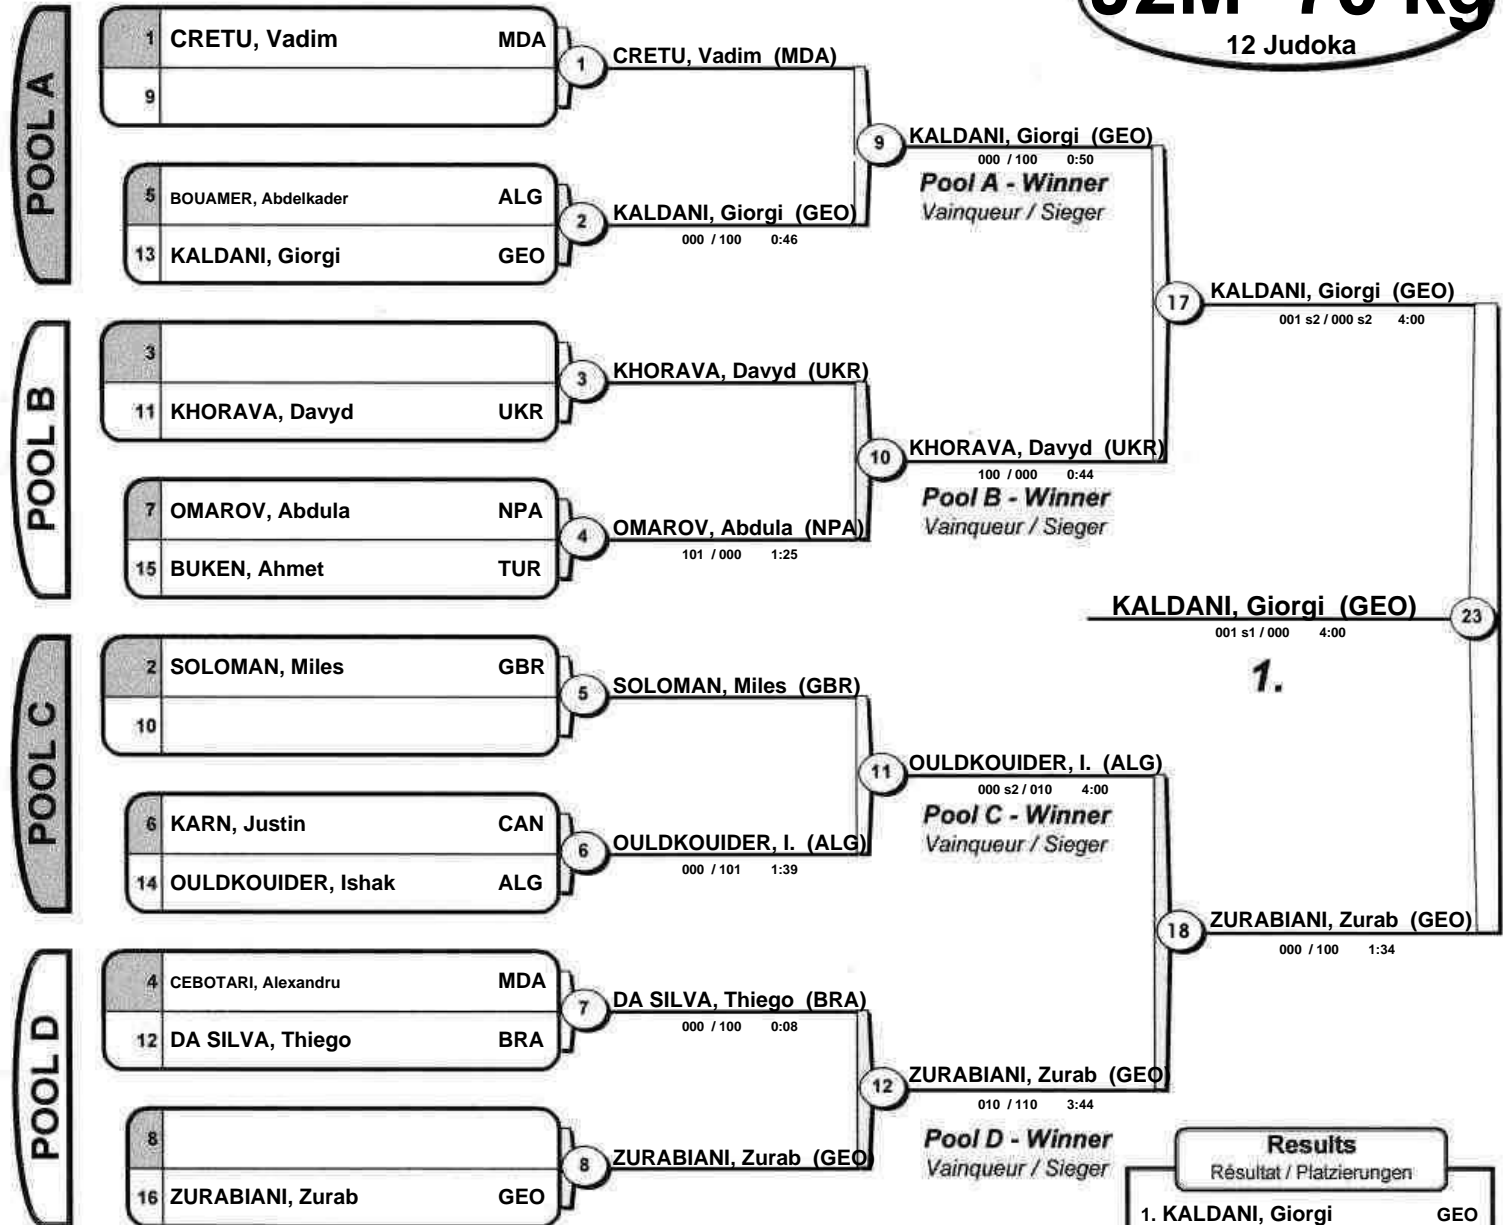 12 Judoka
POOL A
1 CRETU, Vadim MDA
9
1
CRETU, Vadim (MDA)
5 BOUAMER, Abdelkader ALG
13 KALDANI, Giorgi GEO
2
KALDANI, Giorgi (GEO)
000 / 100 0:46
9
KALDANI, Giorgi (GEO)
000 / 100 0:50
Pool A - Winner
Vainqueur / Sieger
POOL B
3
11 KHORAVA, Davyd UKR
3
KHORAVA, Davyd (UKR)
7 OMAROV, Abdula NPA
15 BUKEN, Ahmet TUR
4
OMAROV, Abdula (NPA)
101 / 000 1:25
10
KHORAVA, Davyd (UKR)
100 / 000 0:44
Pool B - Winner
Vainqueur / Sieger
17
KALDANI, Giorgi (GEO)
001 s2 / 000 s2 4:00
KALDANI, Giorgi (GEO)
001 s1 / 000 4:00
23
1.
POOL C
2 SOLOMAN, Miles GBR
10
5
SOLOMAN, Miles (GBR)
6 KARN, Justin CAN
14 OULDKOUIDER, Ishak ALG
6
OULDKOUIDER, I. (ALG)
000 / 101 1:39
11
OULDKOUIDER, I. (ALG)
000 s2 / 010 4:00
Pool C - Winner
Vainqueur / Sieger
POOL D
4 CEBOTARI, Alexandru MDA
12 DA SILVA, Thiego BRA
7
DA SILVA, Thiego (BRA)
000 / 100 0:08
8
16 ZURABIANI, Zurab GEO
8
ZURABIANI, Zurab (GEO)
12
ZURABIANI, Zurab (GEO)
010 / 110 3:44
Pool D - Winner
Vainqueur / Sieger
18
ZURABIANI, Zurab (GEO)
000 / 100 1:34
Results
Résultat / Platzierungen
1. KALDANI, Giorgi GEO